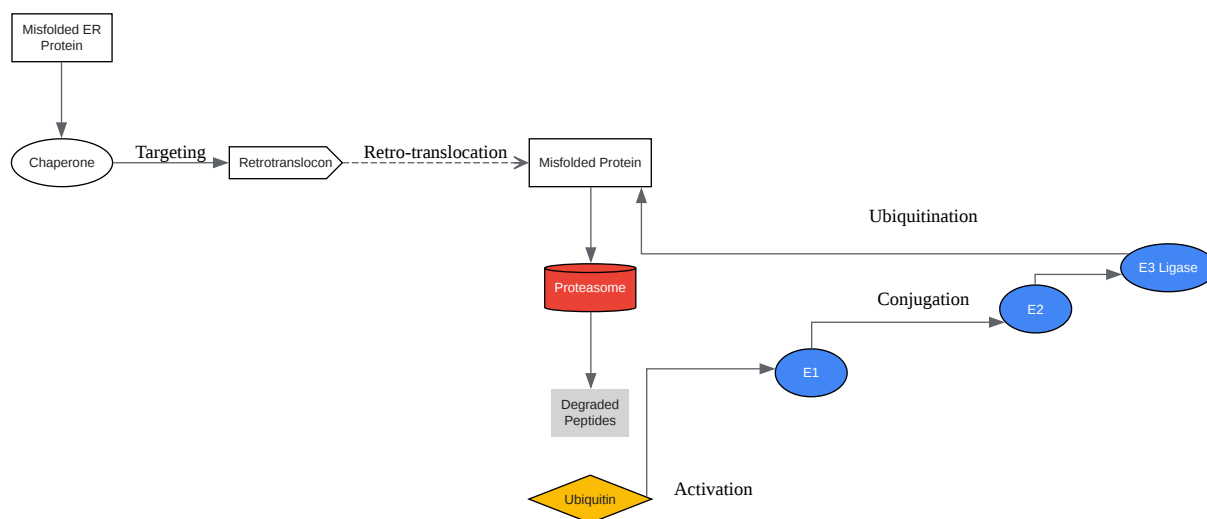 Misfolded ER
Protein
Chaperone
Targeting
Retrotranslocon
Retro-translocation
Misfolded Protein
Ubiquitination
E3 Ligase
Proteasome
Conjugation
E2
E1
Degraded
Peptides
Ubiquitin
Activation